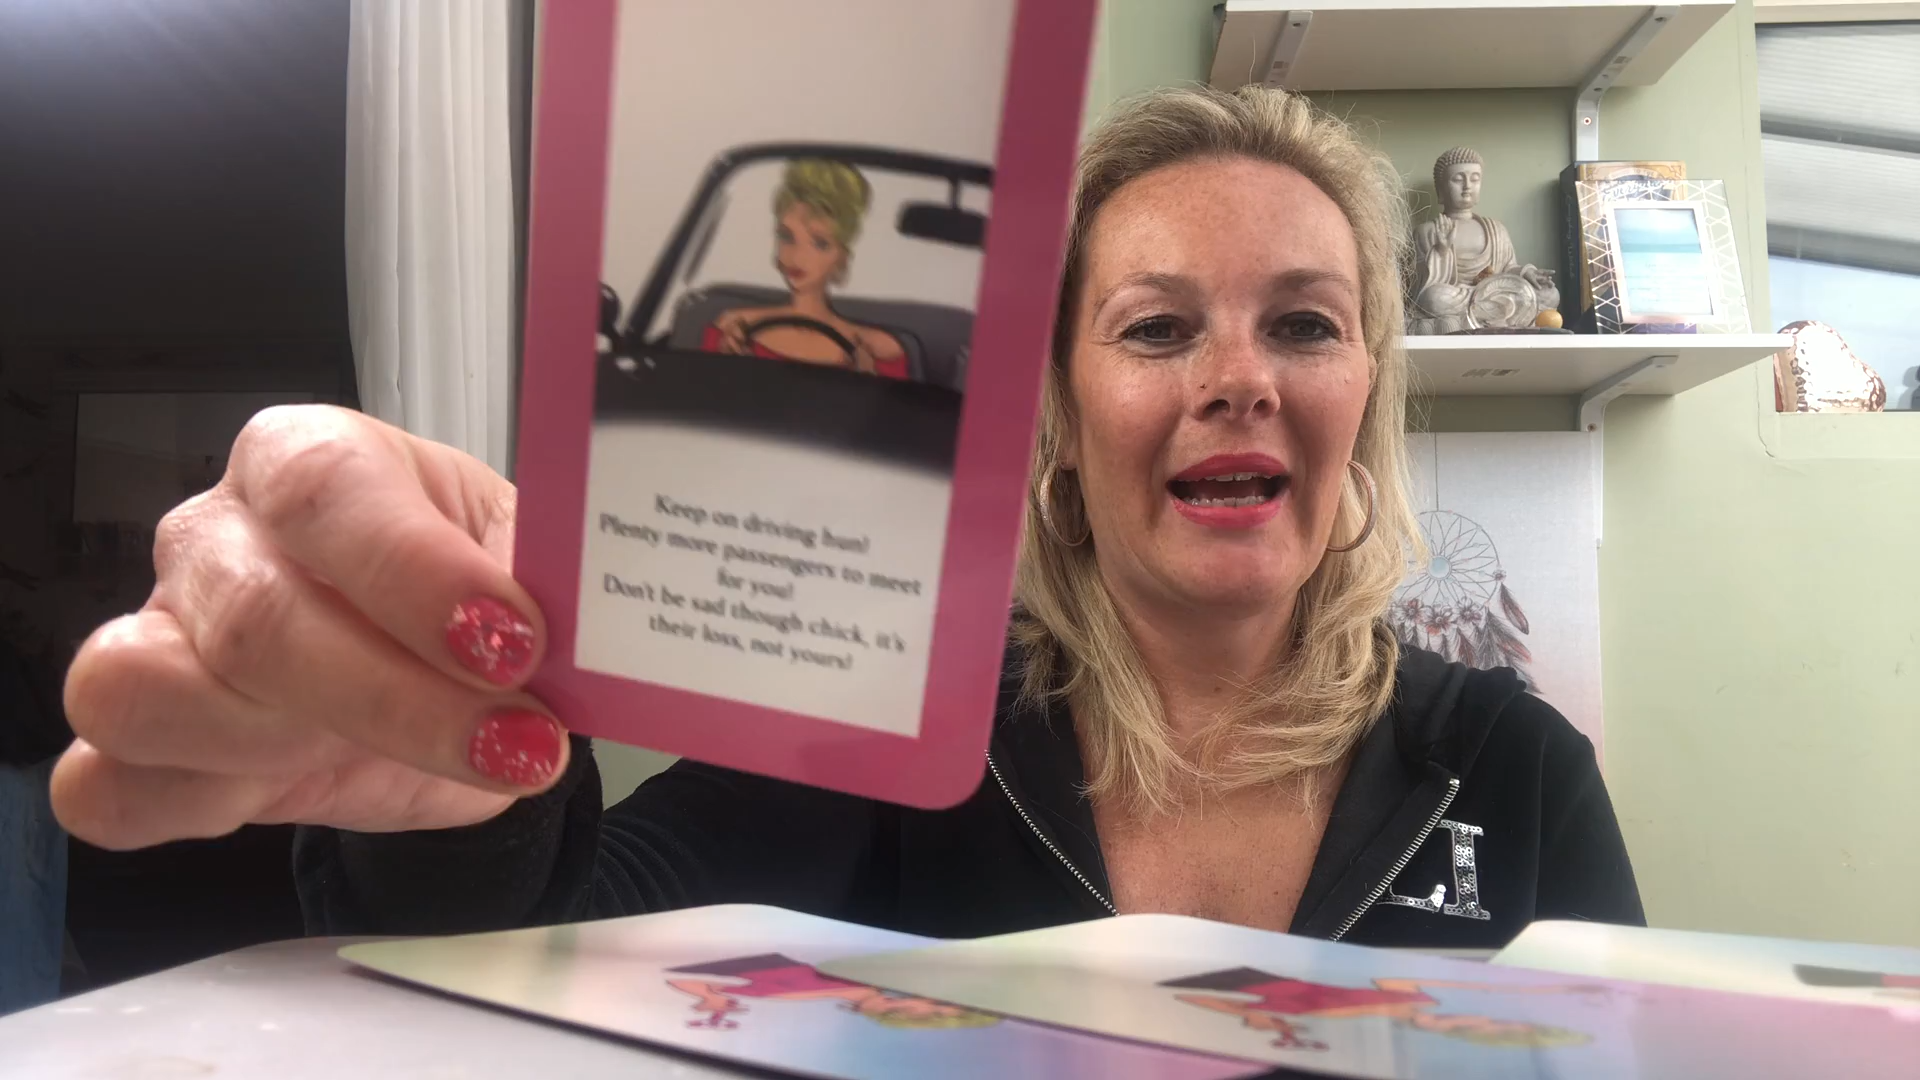 Keep on driving hun!
Plenty more passengers to meet
for you!
Don't be sad though chick, it's
their loss, not yours!